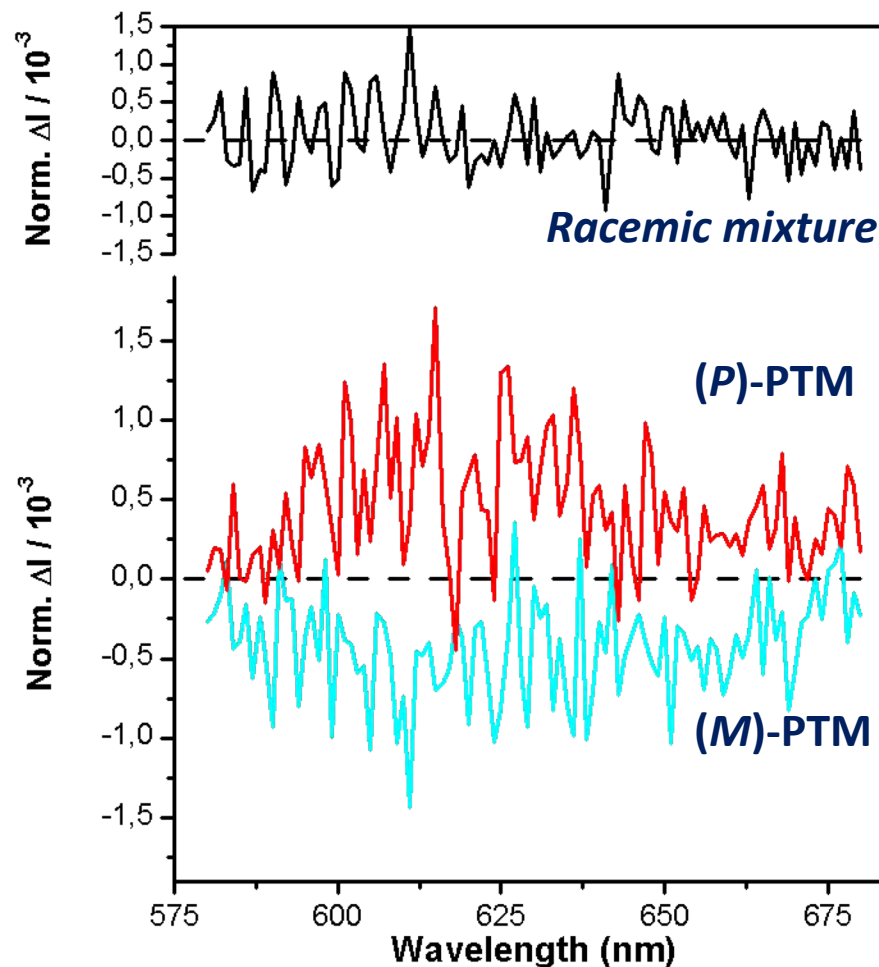 Norm. ΔI / 10⁻³
1,5
1,0
0,5
0,0
-0,5
-1,0
-1,5
Racemic mixture
Norm. ΔI / 10⁻³
1,5
1,0
0,5
0,0
-0,5
-1,0
-1,5
(P)-PTM
(M)-PTM
575 600 625 650 675
Wavelength (nm)